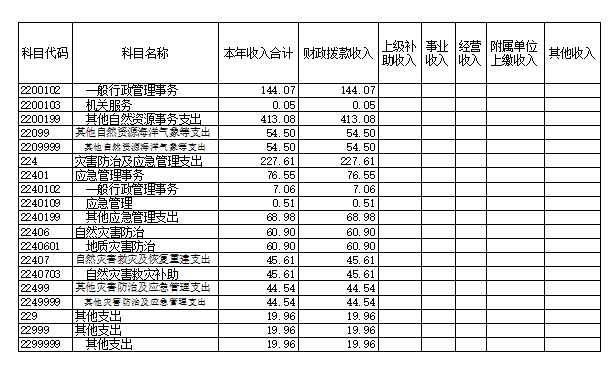 科目代码 科目名称 本年收入合计 财政拨款收入 上级补助收入 事业收入 经营收入 附属单位上缴收入 其他收入
2200102 一般行政管理事务 144.07 144.07
2200103 机关服务 0.05 0.05
2200199 其他自然资源事务支出 413.08 413.08
22099 其他自然资源海洋气象等支出 54.50 54.50
2209999 其他自然资源海洋气象等支出 54.50 54.50
224 灾害防治及应急管理支出 227.61 227.61
22401 应急管理事务 76.55 76.55
2240102 一般行政管理事务 7.06 7.06
2240109 应急管理 0.51 0.51
2240199 其他应急管理支出 68.98 68.98
22406 自然灾害防治 60.90 60.90
2240601 地质灾害防治 60.90 60.90
22407 自然灾害救灾及恢复重建支出 45.61 45.61
2240703 自然灾害救灾补助 45.61 45.61
22499 其他灾害防治及应急管理支出 44.54 44.54
2249999 其他灾害防治及应急管理支出 44.54 44.54
229 其他支出 19.96 19.96
22999 其他支出 19.96 19.96
2299999 其他支出 19.96 19.96